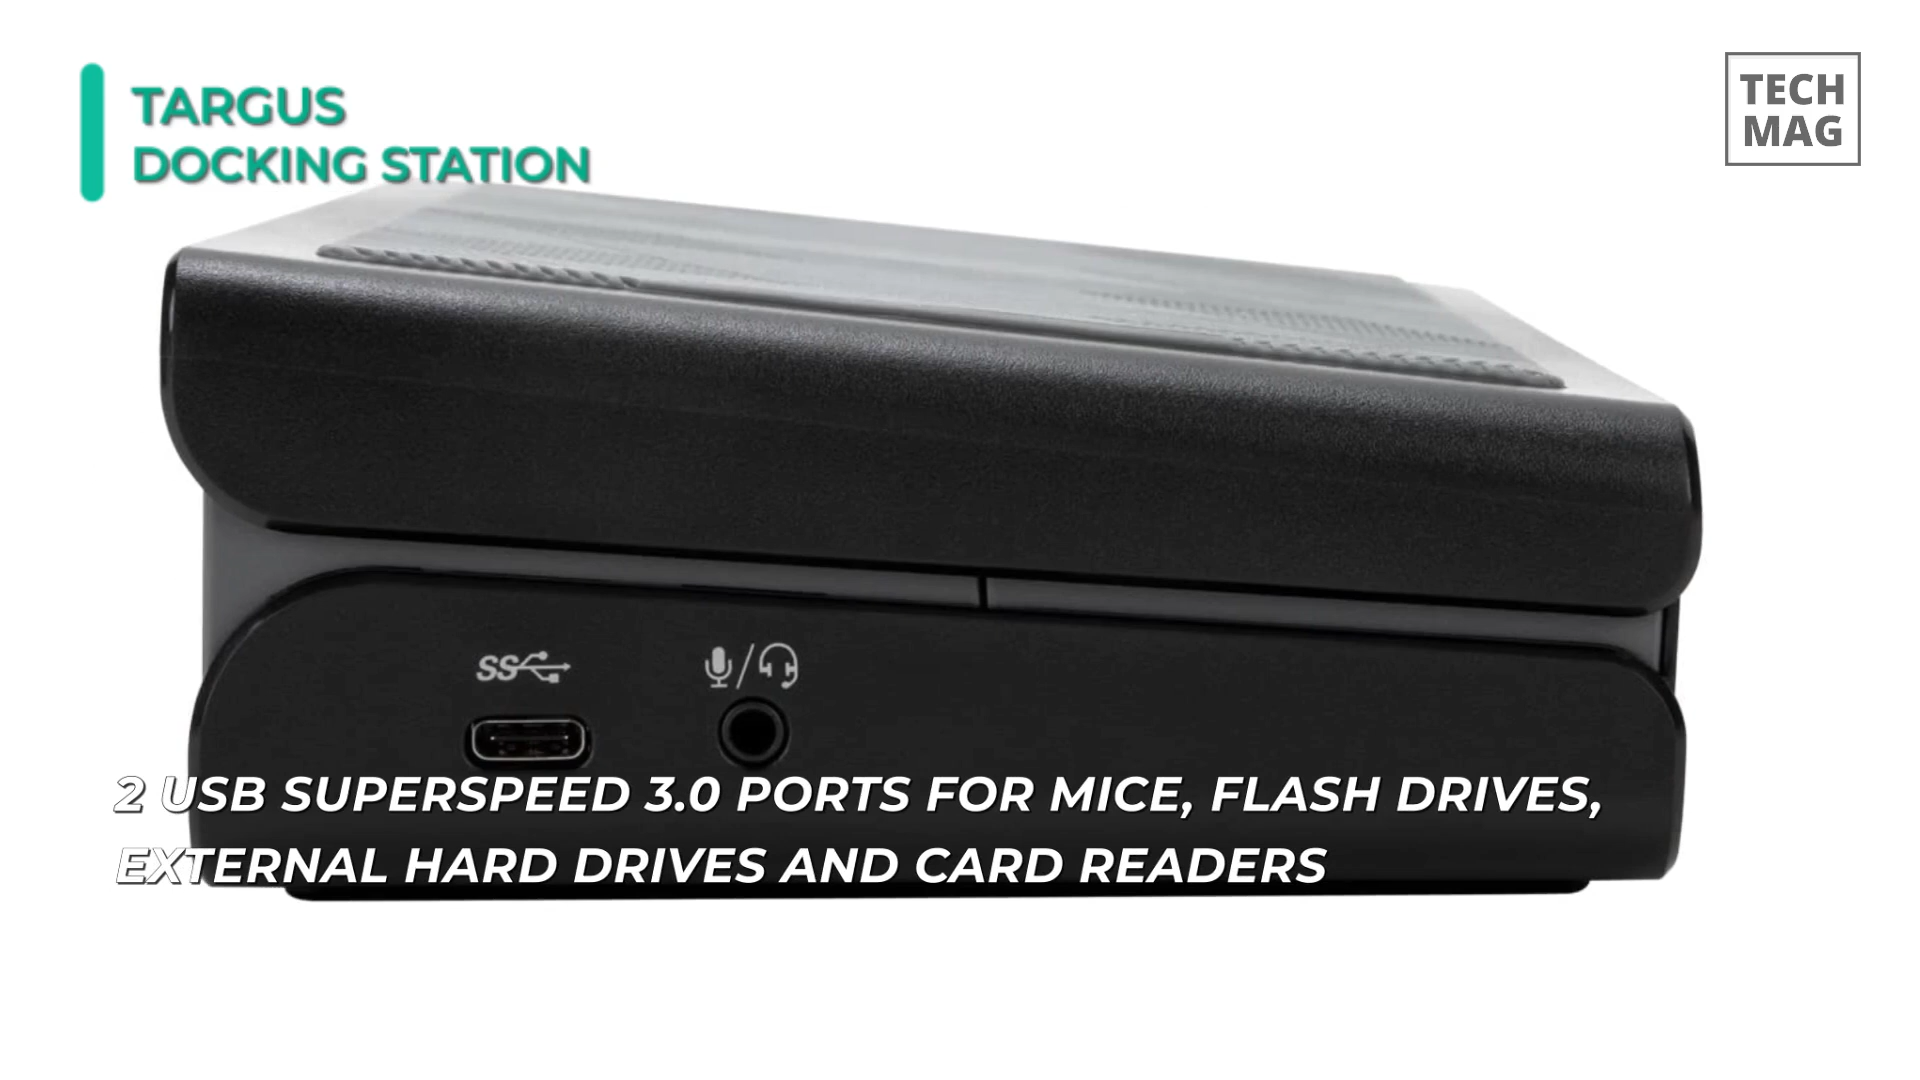 TARGUS
DOCKING STATION
TECH
MAG
SS
2 USB SUPERSPEED 3.0 PORTS FOR MICE, FLASH DRIVES,
EXTERNAL HARD DRIVES AND CARD READERS